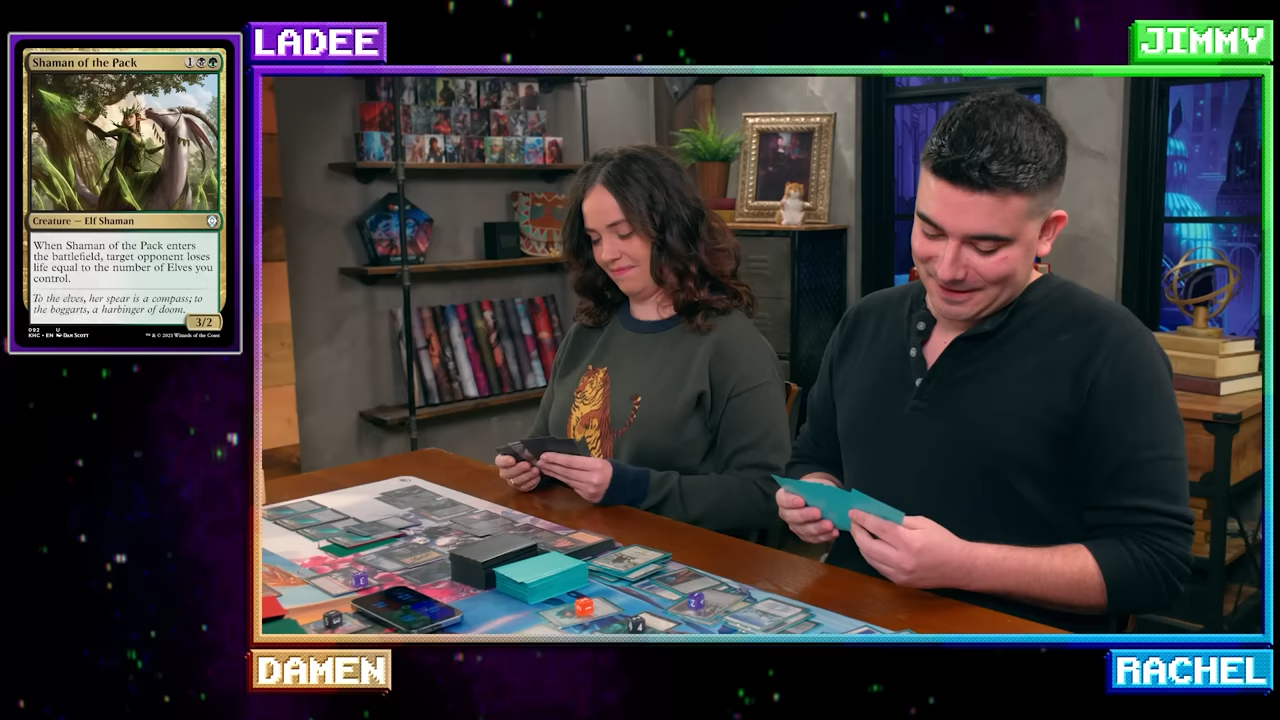 LADEE
JIMMY
Shaman of the Pack
1
Creature — Elf Shaman
When Shaman of the Pack enters
the battlefield, target opponent loses
life equal to the number of Elves you
control.
To the elves, her spear is a compass; to
the boggarts, a harbinger of doom.
3/2
092 U
KHC • EN DAN SCOTT
™ & © 2021 Wizards of the Coast
DAMEN
RACHEL